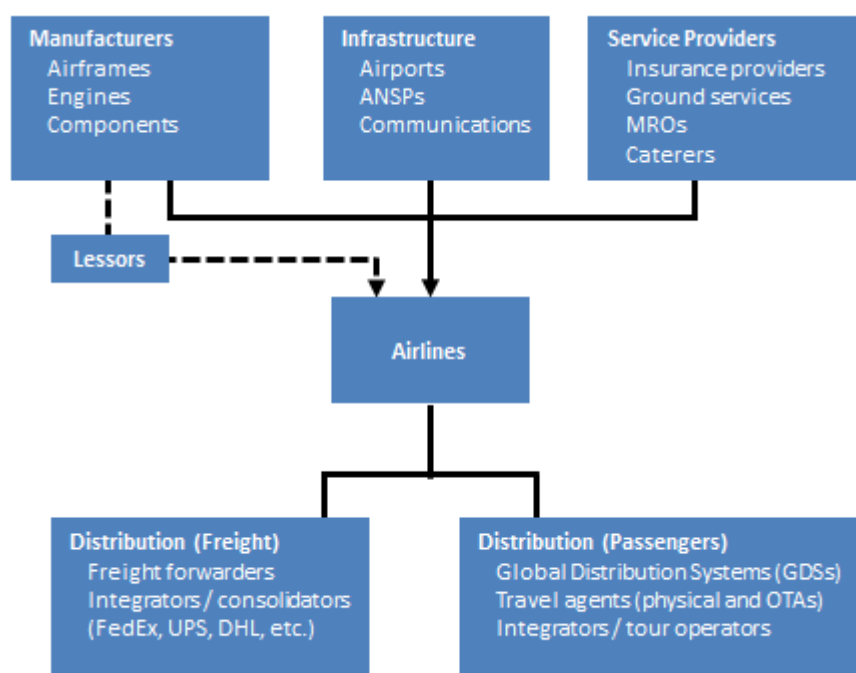 Manufacturers
Airframes
Engines
Components
Infrastructure
Airports
ANSPs
Communications
Service Providers
Insurance providers
Ground services
MROs
Caterers
Lessors
Airlines
Distribution (Freight)
Freight forwarders
Integrators / consolidators
(FedEx, UPS, DHL, etc.)
Distribution (Passengers)
Global Distribution Systems (GDSs)
Travel agents (physical and OTAs)
Integrators / tour operators